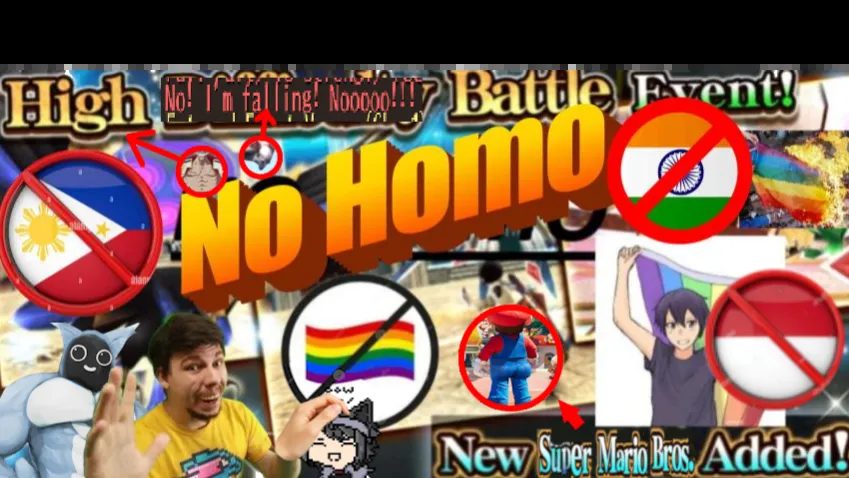 High
No! I'm falling! Nooooo!!!
Battle Event!
No Homo
New Super Mario Bros. Added!